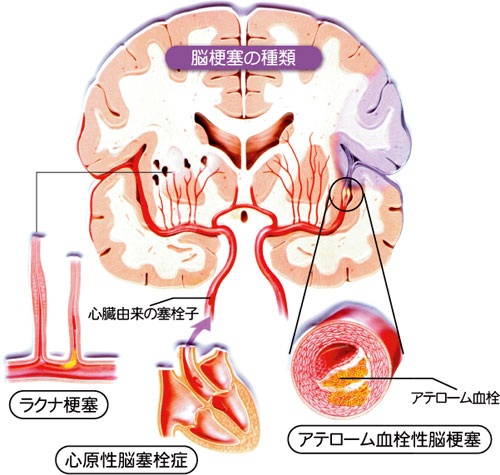 脳梗塞の種類
心臓由来の塞栓子
ラクナ梗塞
心原性脳塞栓症
アテローム血栓
アテローム血栓性脳梗塞